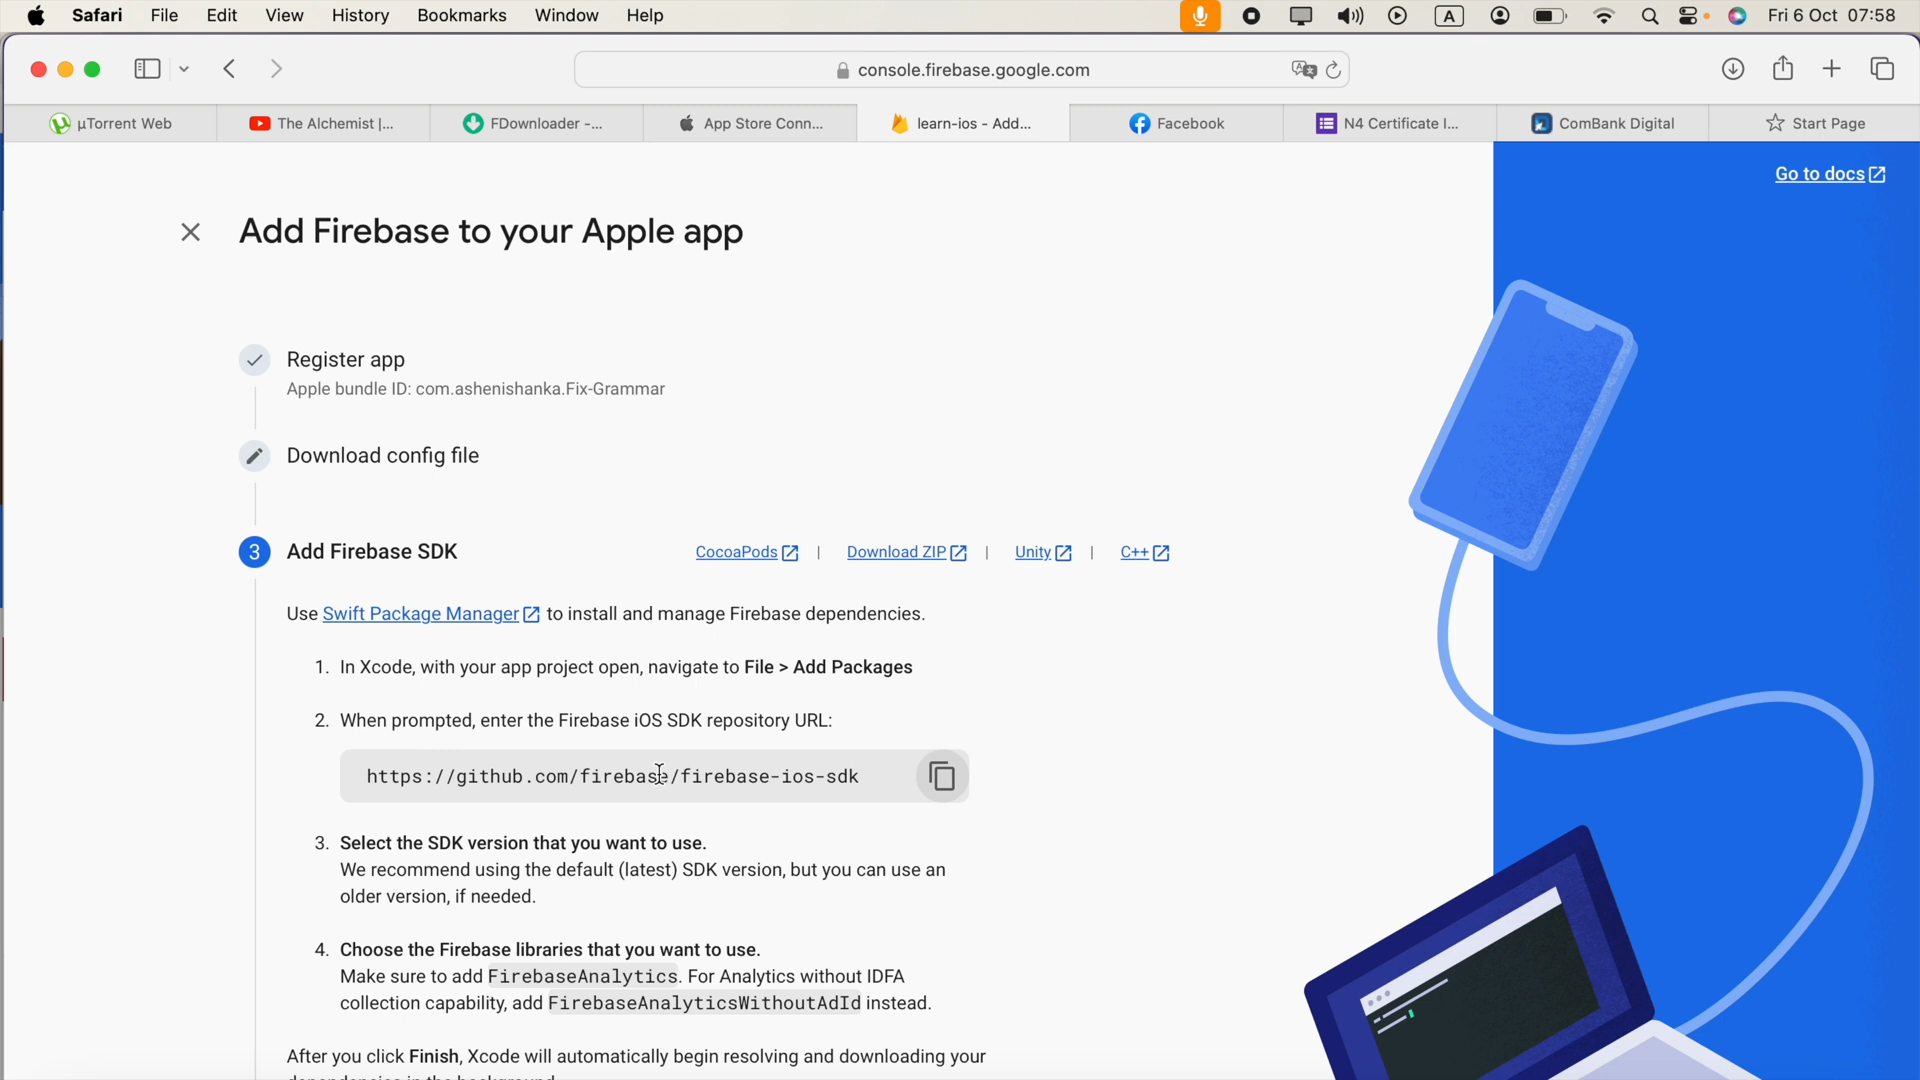 Safari File Edit View History Bookmarks Window Help A Fri 6 Oct 07:58
console.firebase.google.com
µTorrent Web The Alchemist |... FDownloader -... App Store Conn... learn-ios - Add... Facebook N4 Certificate I... ComBank Digital Start Page
Go to docs
Add Firebase to your Apple app
Register app
Apple bundle ID: com.ashenishanka.Fix-Grammar
Download config file
3 Add Firebase SDK CocoaPods | Download ZIP | Unity | C++
Use Swift Package Manager to install and manage Firebase dependencies.
1. In Xcode, with your app project open, navigate to File > Add Packages
2. When prompted, enter the Firebase iOS SDK repository URL:
https://github.com/firebase/firebase-ios-sdk
3. Select the SDK version that you want to use.
We recommend using the default (latest) SDK version, but you can use an
older version, if needed.
4. Choose the Firebase libraries that you want to use.
Make sure to add FirebaseAnalytics. For Analytics without IDFA
collection capability, add FirebaseAnalyticsWithoutAdId instead.
After you click Finish, Xcode will automatically begin resolving and downloading your